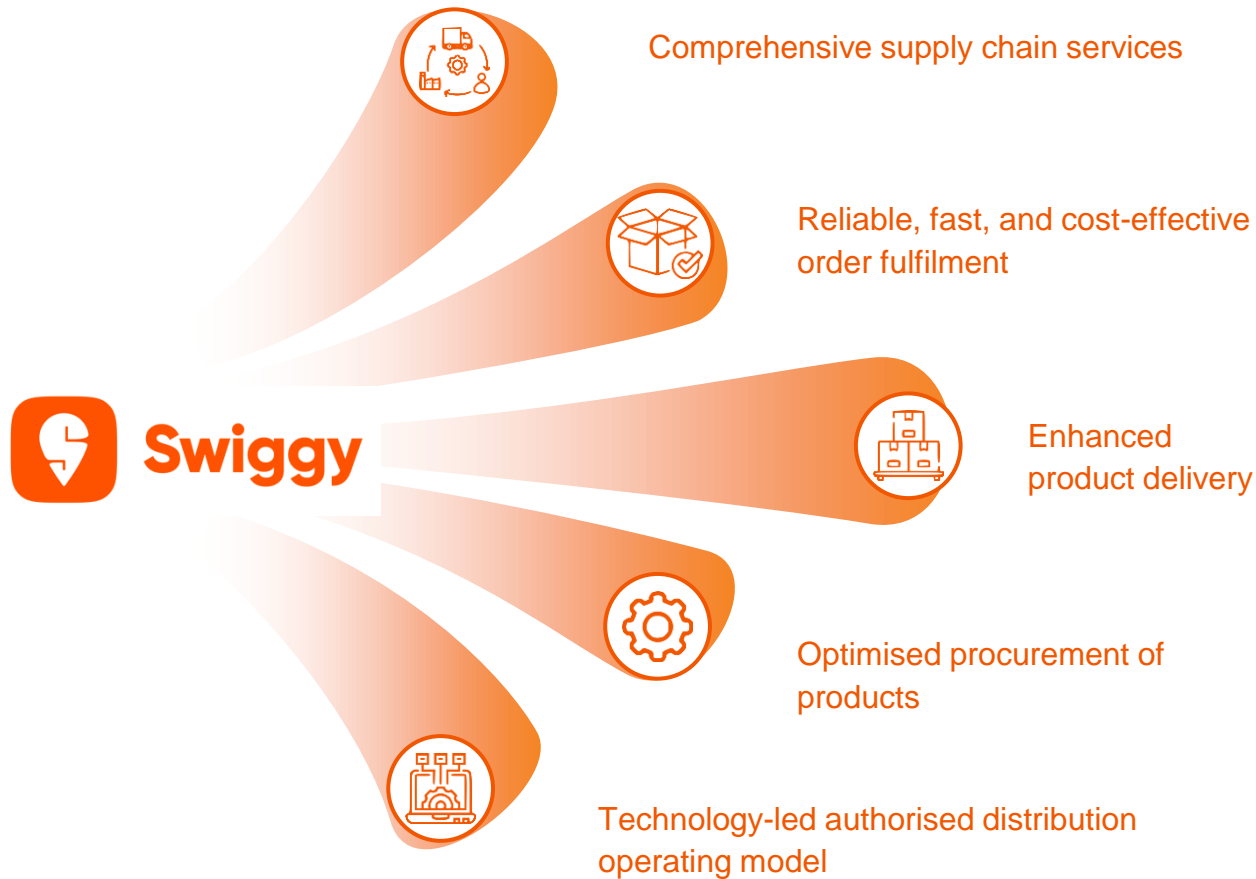 Comprehensive supply chain services
Reliable, fast, and cost-effective
order fulfilment
Swiggy
Enhanced
product delivery
Optimised procurement of
products
Technology-led authorised distribution
operating model